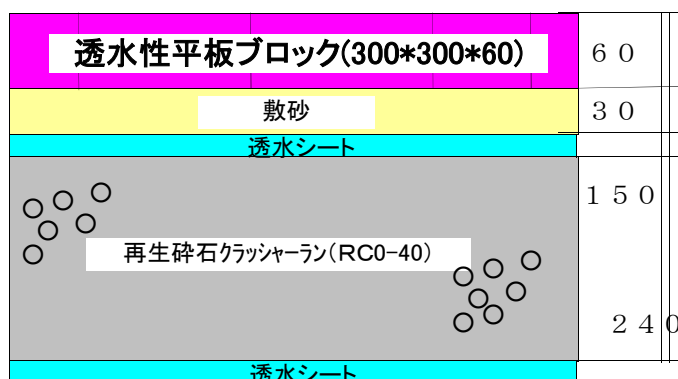 透水性平板ブロック(300*300*60)
60
敷砂
30
透水シート
150
再生砕石クラッシャーラン(RC0-40)
240
透水シート